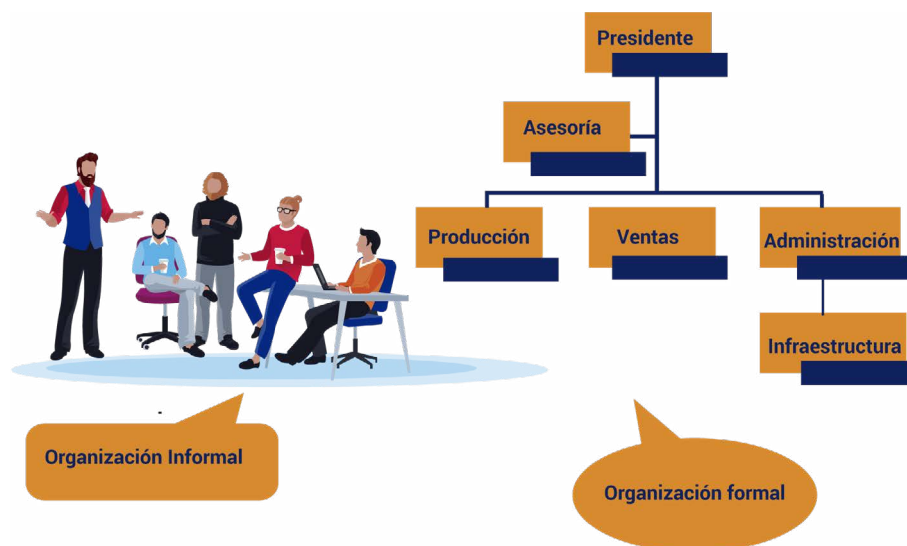 Presidente
Asesoría
Producción
Ventas
Administración
Infraestructura
Organización Informal
Organización formal